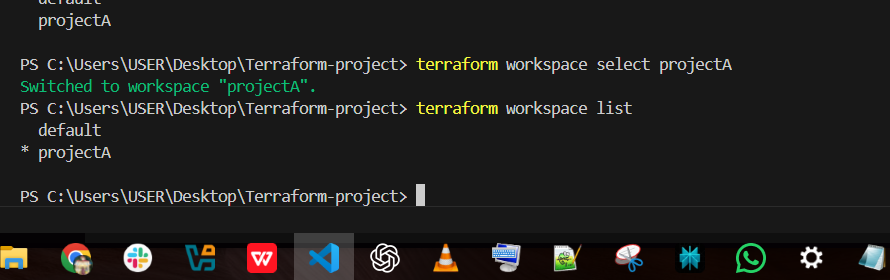 default
projectA
PS C:\Users\USER\Desktop\Terraform-project> terraform workspace select projectA
Switched to workspace "projectA".
PS C:\Users\USER\Desktop\Terraform-project> terraform workspace list
default
* projectA
PS C:\Users\USER\Desktop\Terraform-project>